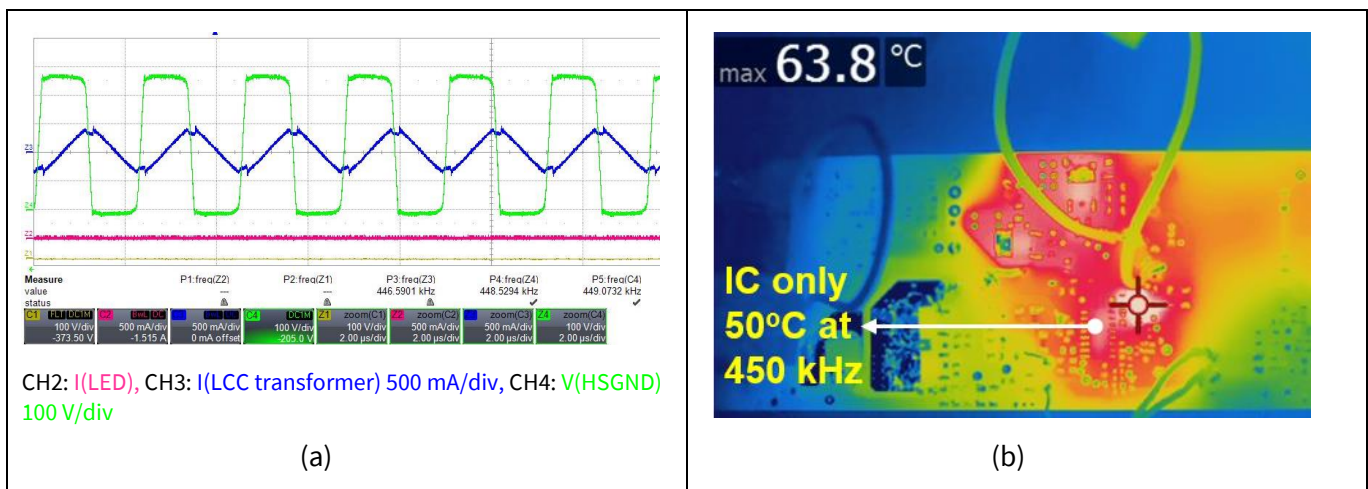 Measure P1:freq(Z2) P2:freq(Z1) P3:freq(Z3) P4:freq(Z4) P5:freq(C4)
value --- --- 446.5901 kHz 448.5294 kHz 449.0732 kHz
status
C1 FLT DC1M C2 BwL DC C4 DC1M Z1 zoom(C1) Z2 zoom(C2) zoom(C3) Z4 zoom(C4)
100 V/div 500 mA/div 500 mA/div 100 V/div 100 V/div 500 mA/div 500 mA/div 100 V/div
-373.50 V -1.515 A 0 mA offset -205.0 V 2.00 µs/div 2.00 µs/div 2.00 µs/div 2.00 µs/div
CH2: I(LED), CH3: I(LCC transformer) 500 mA/div, CH4: V(HSGND)
100 V/div
(a)
max 63.8 °C
IC only
50°C at
450 kHz
(b)